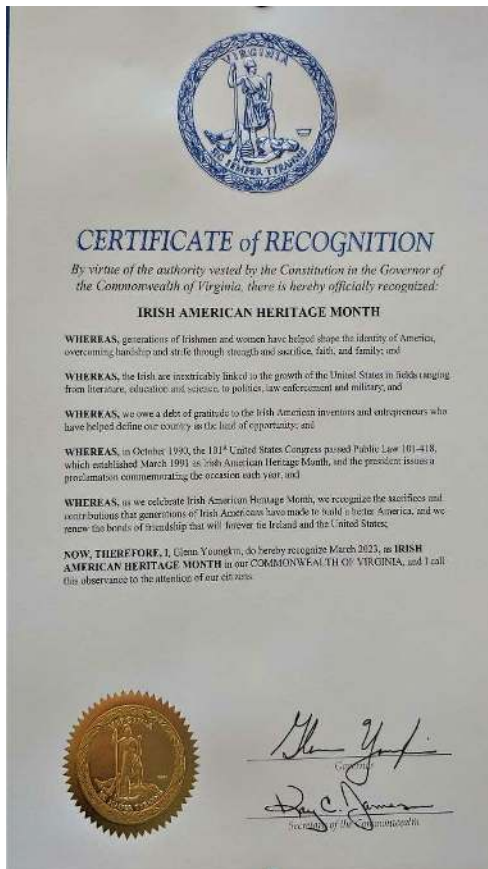 VIRGINIA
SIC SEMPER TYRANNIS
CERTIFICATE of RECOGNITION
By virtue of the authority vested by the Constitution in the Governor of
the Commonwealth of Virginia, there is hereby officially recognized:
IRISH AMERICAN HERITAGE MONTH
WHEREAS, generations of Irishmen and women have helped shape the identity of America,
overcoming hardship and strife through strength and sacrifice, faith, and family; and
WHEREAS, the Irish are inextricably linked to the growth of the United States in fields ranging
from literature, education and science, to politics, law enforcement and military; and
WHEREAS, we owe a debt of gratitude to the Irish American inventors and entrepreneurs who
have helped define our country as the land of opportunity; and
WHEREAS, in October 1990, the 101st United States Congress passed Public Law 101-418,
which established March 1991 as Irish American Heritage Month, and the president issues a
proclamation commemorating the occasion each year; and
WHEREAS, as we celebrate Irish American Heritage Month, we recognize the sacrifices and
contributions that generations of Irish Americans have made to build a better America, and we
renew the bonds of friendship that will forever tie Ireland and the United States;
NOW, THEREFORE, I, Glenn Youngkin, do hereby recognize March 2023, as IRISH
AMERICAN HERITAGE MONTH in our COMMONWEALTH OF VIRGINIA, and I call
this observance to the attention of our citizens.
VIRGINIA
SIC SEMPER TYRANNIS
Governor
Kay C. James
Secretary of the Commonwealth